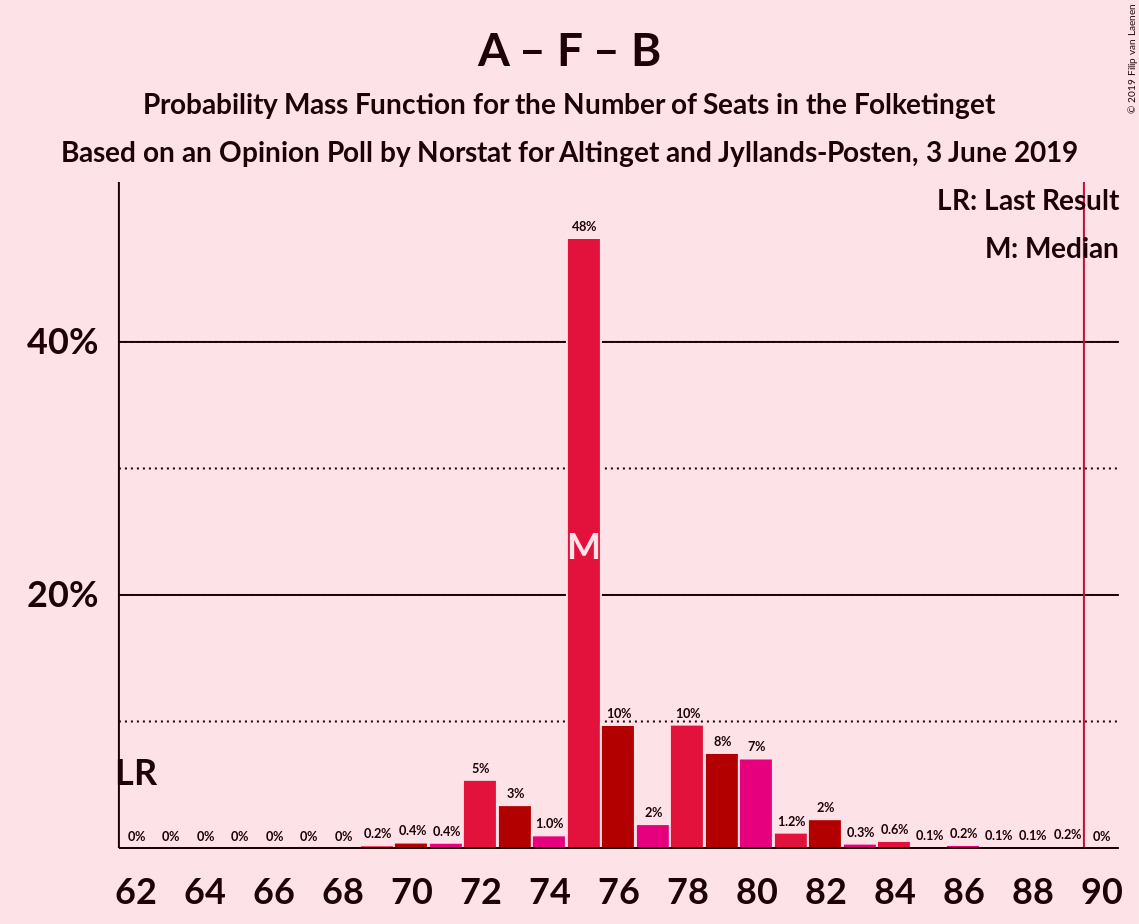 A – F – B
Probability Mass Function for the Number of Seats in the Folketinget
Based on an Opinion Poll by Norstat for Altinget and Jyllands-Posten, 3 June 2019
© 2019 Filip van Laenen
LR: Last Result
M: Median
48%
40%
M
20%
10% 10%
8% 7%
LR
5%
3%
2% 2%
0% 0% 0% 0% 0% 0% 0% 0.2% 0.4% 0.4% 1.0% 1.2% 0.3% 0.6% 0.1% 0.2% 0.1% 0.1% 0.2% 0%
62 64 66 68 70 72 74 76 78 80 82 84 86 88 90